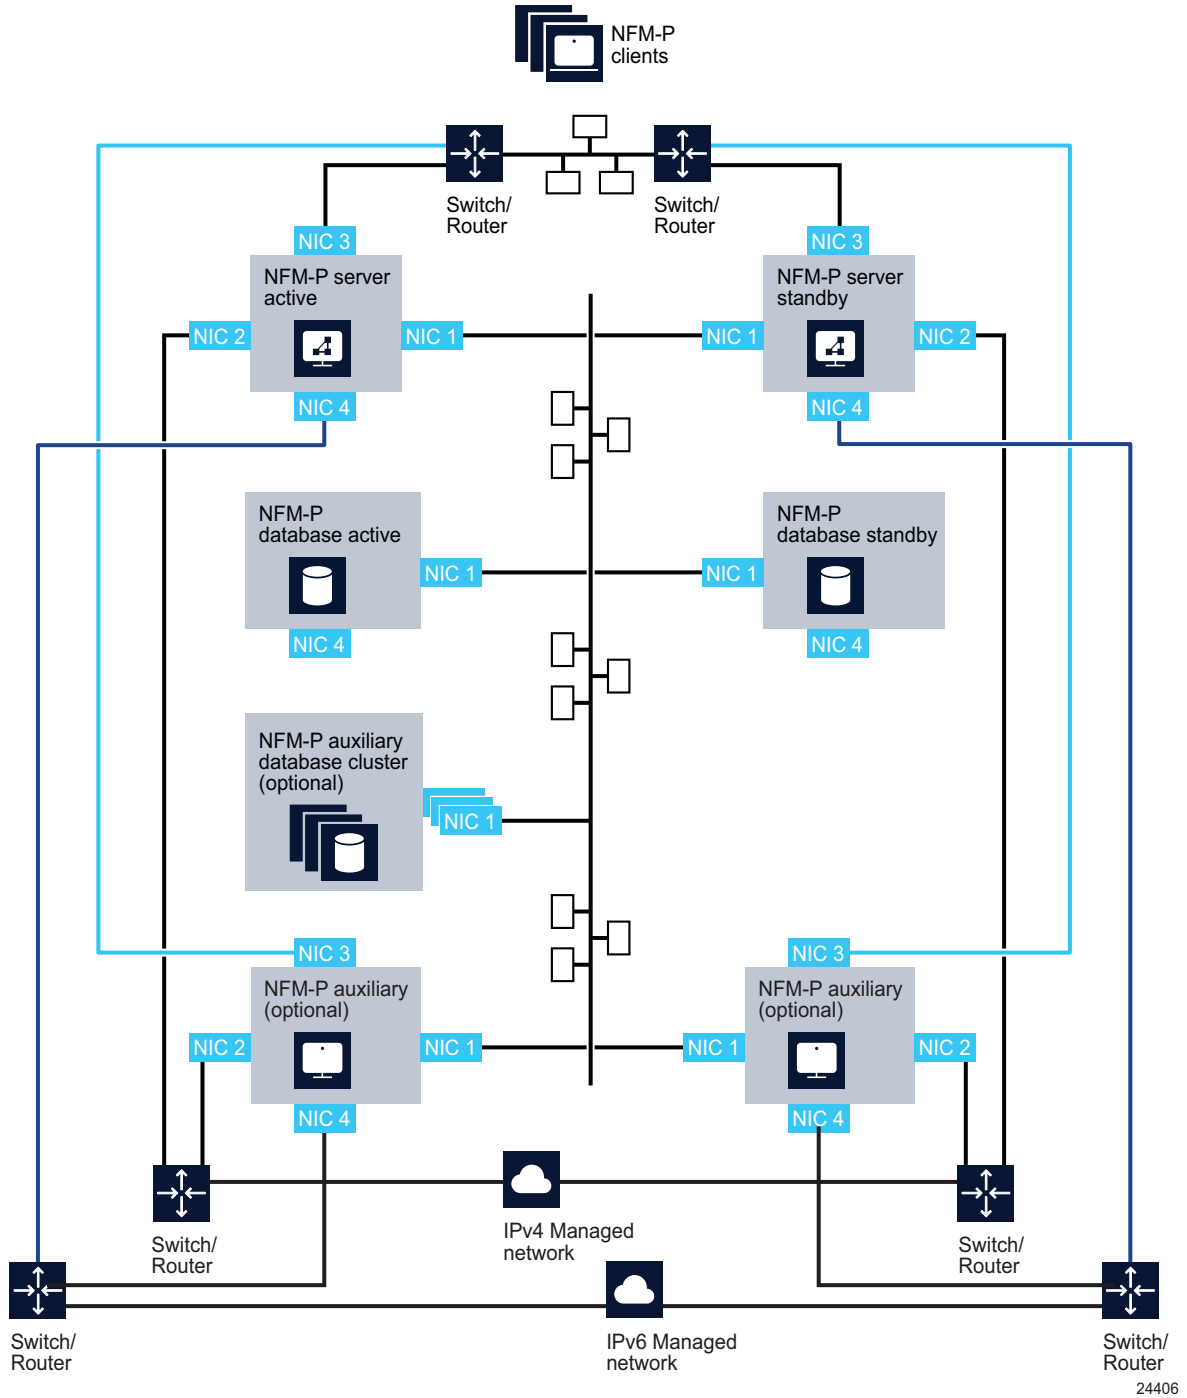 NFM-P
clients
Switch/
Router
Switch/
Router
NIC 3
NIC 3
NFM-P server
active
NFM-P server
standby
NIC 2
NIC 1
NIC 1
NIC 2
NIC 4
NIC 4
NFM-P
database active
NFM-P
database standby
NIC 1
NIC 1
NIC 4
NIC 4
NFM-P auxiliary
database cluster
(optional)
NIC 1
NIC 3
NIC 3
NFM-P auxiliary
(optional)
NFM-P auxiliary
(optional)
NIC 2
NIC 1
NIC 1
NIC 2
NIC 4
NIC 4
IPv4 Managed
network
Switch/
Router
Switch/
Router
Switch/
Router
IPv6 Managed
network
Switch/
Router
24406